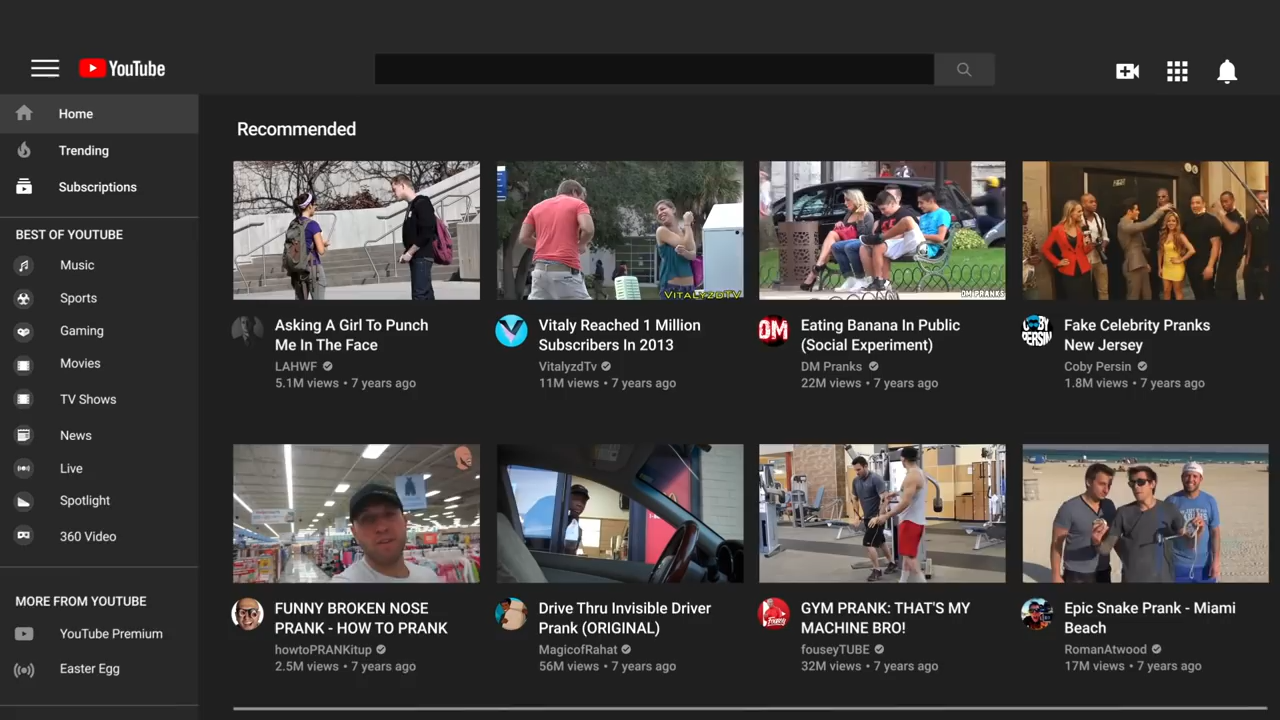 YouTube
Home
Trending
Subscriptions
BEST OF YOUTUBE
Music
Sports
Gaming
Movies
TV Shows
News
Live
Spotlight
360 Video
MORE FROM YOUTUBE
YouTube Premium
Easter Egg
Recommended
Asking A Girl To Punch
Me In The Face
LAHWF
5.1M views • 7 years ago
VITALYZDTV
Vitaly Reached 1 Million
Subscribers In 2013
VitalyzdTv
11M views • 7 years ago
DM PRANKS
DM
Eating Banana In Public
(Social Experiment)
DM Pranks
22M views • 7 years ago
COBY
PERSIN
Fake Celebrity Pranks
New Jersey
Coby Persin
1.8M views • 7 years ago
FUNNY BROKEN NOSE
PRANK - HOW TO PRANK
howtoPRANKitup
2.5M views • 7 years ago
Drive Thru Invisible Driver
Prank (ORIGINAL)
MagicofRahat
56M views • 7 years ago
GYM PRANK: THAT'S MY
MACHINE BRO!
fouseyTUBE
32M views • 7 years ago
Epic Snake Prank - Miami
Beach
RomanAtwood
17M views • 7 years ago